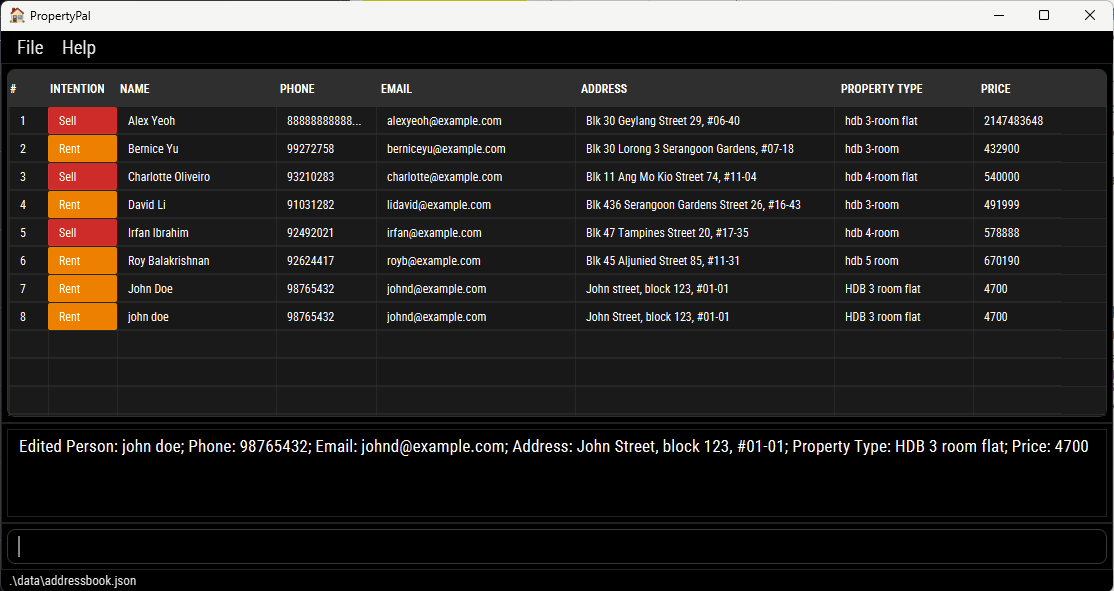 PropertyPal
File Help
# INTENTION NAME PHONE EMAIL ADDRESS PROPERTY TYPE PRICE
1 Sell Alex Yeoh 88888888888... alexyeoh@example.com Blk 30 Geylang Street 29, #06-40 hdb 3-room flat 2147483648
2 Rent Bernice Yu 99272758 berniceyu@example.com Blk 30 Lorong 3 Serangoon Gardens, #07-18 hdb 3-room 432900
3 Sell Charlotte Oliveiro 93210283 charlotte@example.com Blk 11 Ang Mo Kio Street 74, #11-04 hdb 4-room flat 540000
4 Rent David Li 91031282 lidavid@example.com Blk 436 Serangoon Gardens Street 26, #16-43 hdb 3-room 491999
5 Sell Irfan Ibrahim 92492021 irfan@example.com Blk 47 Tampines Street 20, #17-35 hdb 4-room 578888
6 Rent Roy Balakrishnan 92624417 royb@example.com Blk 45 Aljunied Street 85, #11-31 hdb 5 room 670190
7 Rent John Doe 98765432 johnd@example.com John street, block 123, #01-01 HDB 3 room flat 4700
8 Rent john doe 98765432 johnd@example.com John Street, block 123, #01-01 HDB 3 room flat 4700
Edited Person: john doe; Phone: 98765432; Email: johnd@example.com; Address: John Street, block 123, #01-01; Property Type: HDB 3 room flat; Price: 4700
.\data\addressbook.json